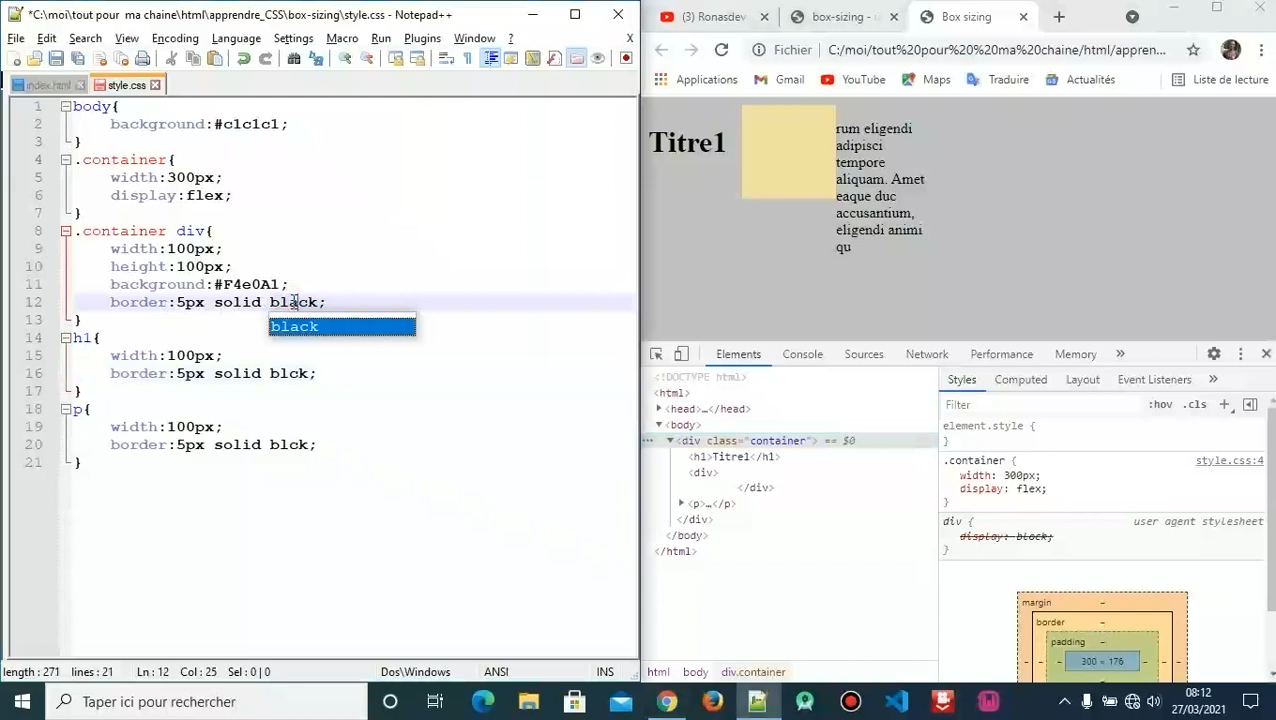 *C:\moi\tout pour ma chaine\html\apprendre_CSS\box-sizing\style.css - Notepad++
File Edit Search View Encoding Language Settings Macro Run Plugins Window ? X
index.html style.css
1 body{
2 background:#c1c1c1;
3 }
4 .container{
5 width:300px;
6 display:flex;
7 }
8 .container div{
9 width:100px;
10 height:100px;
11 background:#F4e0A1;
12 border:5px solid black;
black
13 }
14 h1{
15 width:100px;
16 border:5px solid blck;
17 }
18 p{
19 width:100px;
20 border:5px solid blck;
21 }
length : 271 lines : 21 Ln : 12 Col : 25 Sel : 0 | 0 Dos\Windows ANSI INS
(3) Ronasdev
box-sizing -
Box sizing
Fichier C:/moi/tout%20pour%20%20ma%20chaine/html/appren...
Applications Gmail YouTube Maps Traduire Actualités Liste de lecture
Titre1
rum eligendi
adipisci
tempore
aliquam. Amet
eaque duc
accusantium,
eligendi animi
qu
Elements Console Sources Network Performance Memory »
<!DOCTYPE html>
<html>
<head>…</head>
<body>
<div class="container"> == $0
<h1>Titre1</h1>
<div>
</div>
<p>…</p>
</div>
</body>
</html>
html body div.container
Styles Computed Layout Event Listeners »
Filter :hov .cls +
element.style {
}
.container { style.css:4
width: 300px;
display: flex;
}
div { user agent stylesheet
display: block;
}
margin -
border -
padding -
- - - 300 × 176 - - -
Taper ici pour rechercher
08:12
27/03/2021